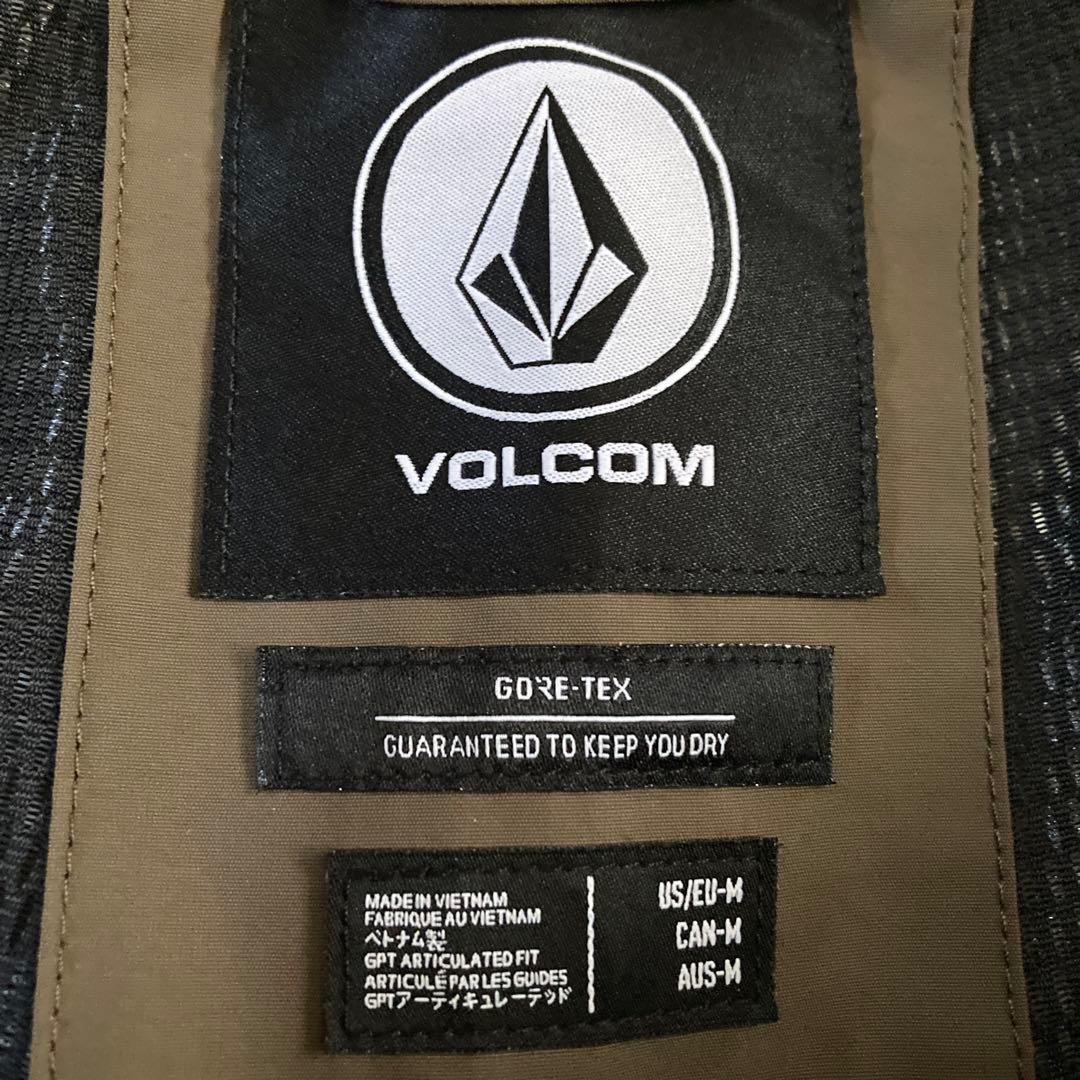 VOLCOM
GORE-TEX
GUARANTEED TO KEEP YOU DRY
MADE IN VIETNAM
FABRIQUE AU VIETNAM
ベトナム製
GPT ARTICULATED FIT
ARTICULÉ PAR LES GUIDES
GPTアーティキュレーテッド
US/EU-M
CAN-M
AUS-M